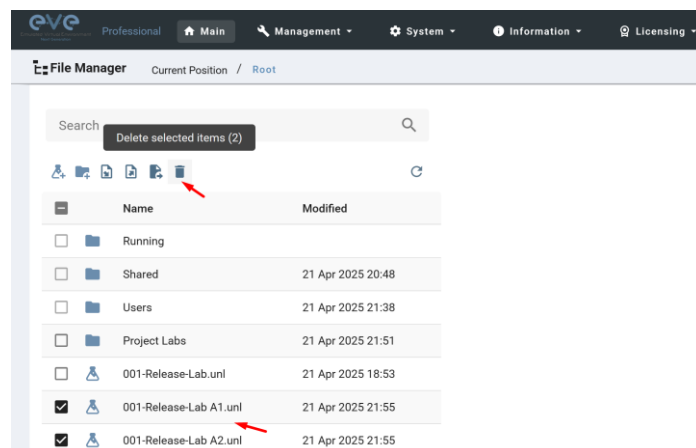 eve
Professional Main Management System Information Licensing
File Manager Current Position / Root
Search
Delete selected items (2)
Name Modified
Running
Shared 21 Apr 2025 20:48
Users 21 Apr 2025 21:38
Project Labs 21 Apr 2025 21:51
001-Release-Lab.unl 21 Apr 2025 18:53
001-Release-Lab A1.unl 21 Apr 2025 21:55
001-Release-Lab A2.unl 21 Apr 2025 21:55